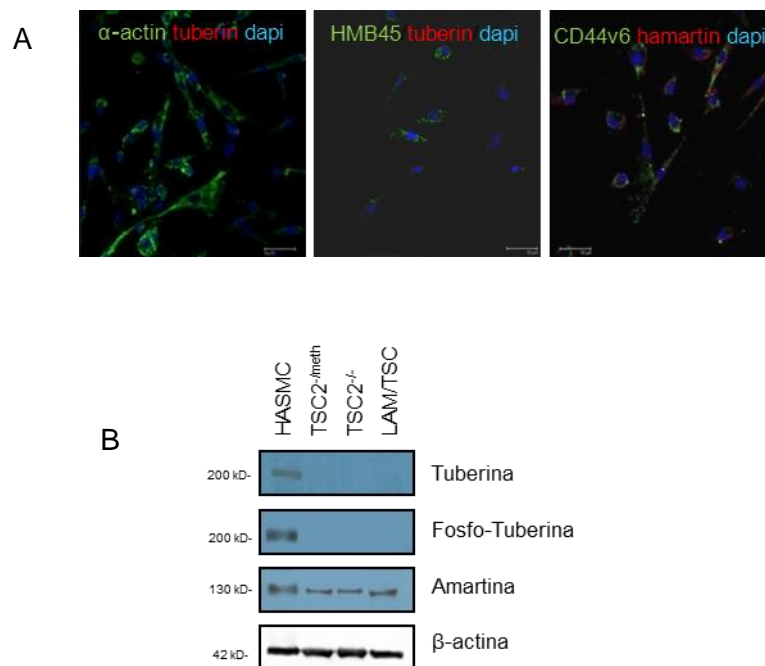 A
α-actin tuberin dapi
HMB45 tuberin dapi
CD44v6 hamartin dapi
B
HASMC
TSC2-/meth
TSC2-/-
LAM/TSC
200 kD-
Tuberina
200 kD-
Fosfo-Tuberina
130 kD-
Amartina
42 kD-
β-actina